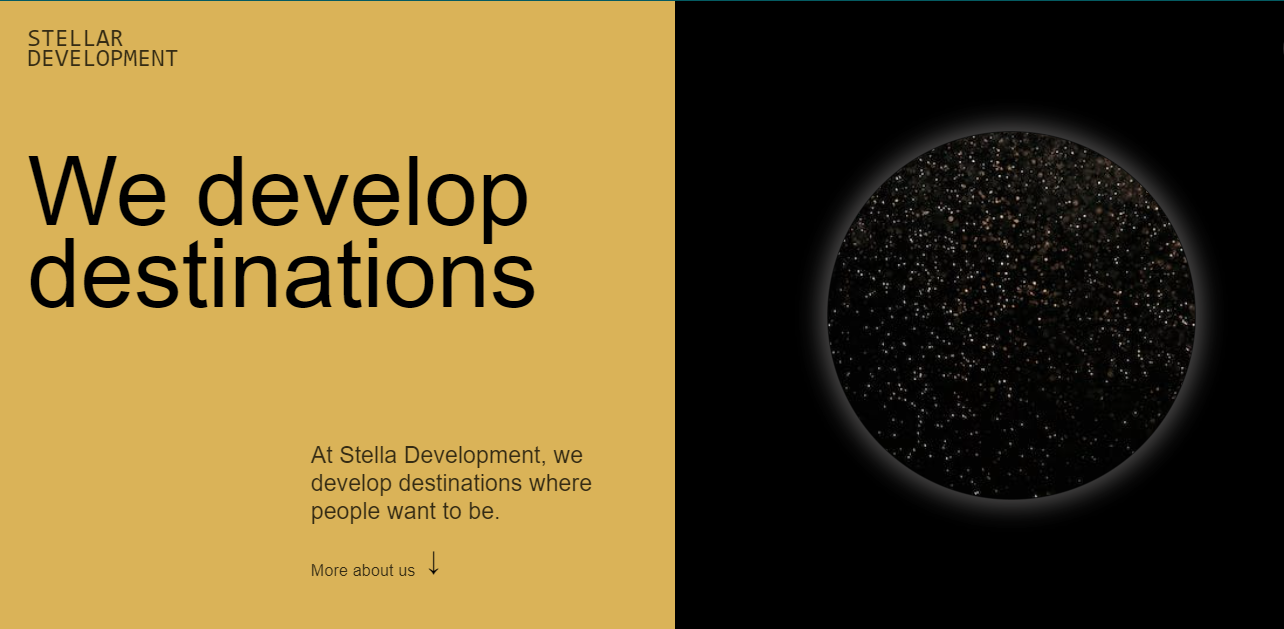 STELLAR
DEVELOPMENT
We develop
destinations
At Stella Development, we
develop destinations where
people want to be.
More about us ↓